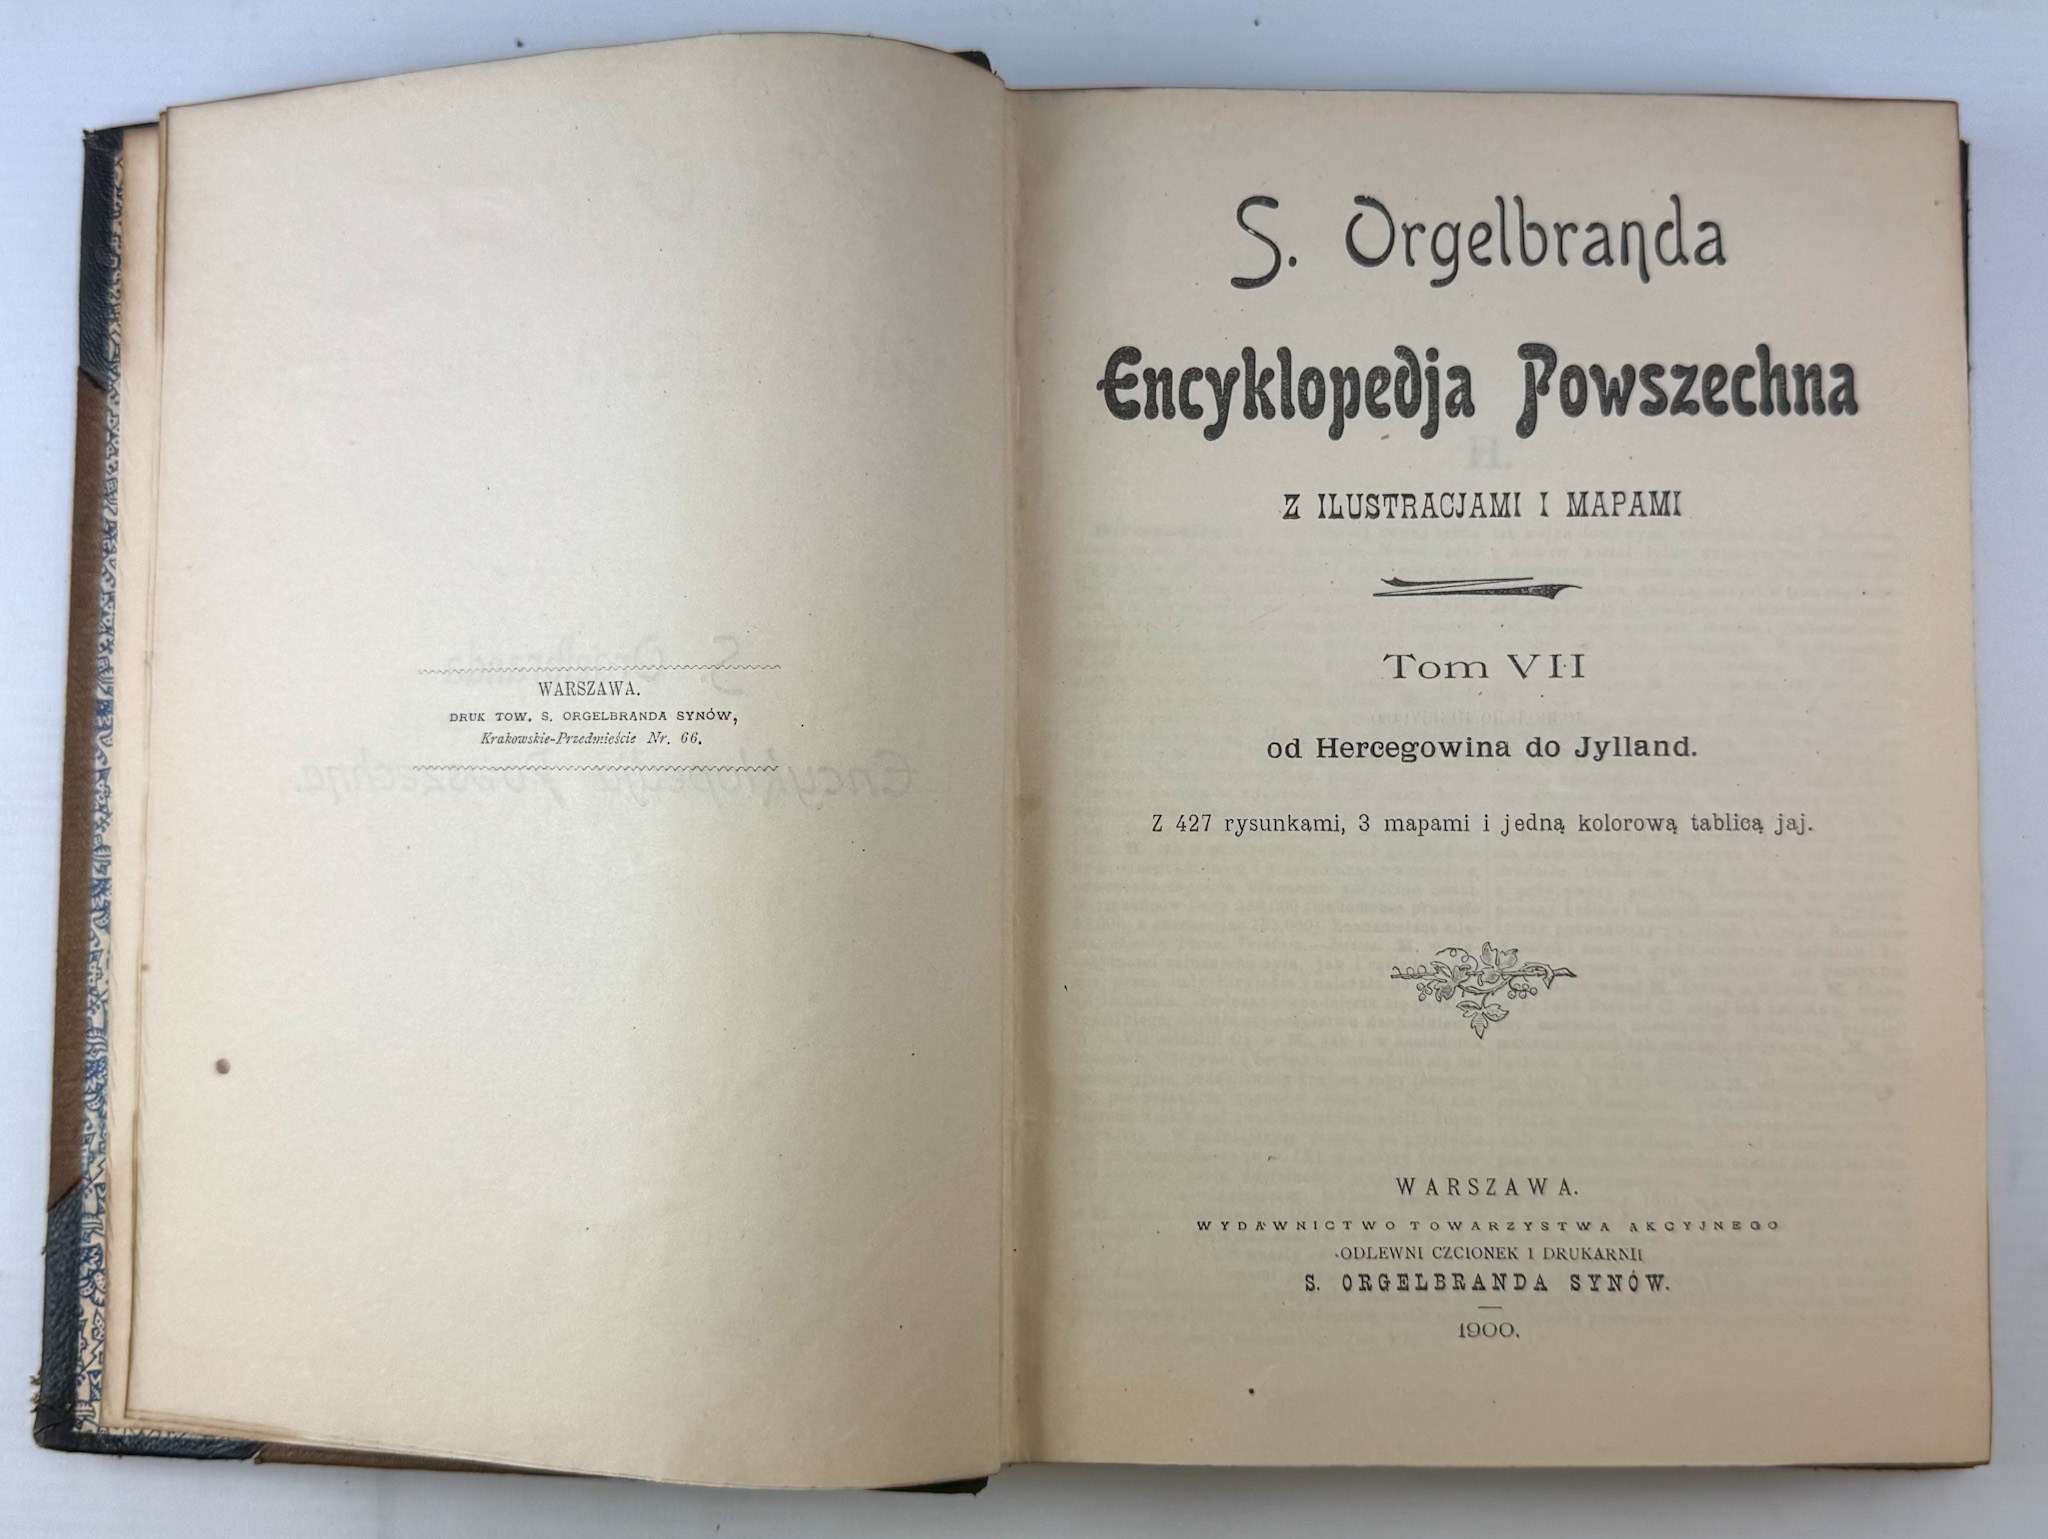 WARSZAWA.
DRUK TOW. S. ORGELBRANDA SYNÓW,
Krakowskie-Przedmieście Nr. 66.
S. Orgelbranda
Encyklopedja Powszechna
Z ILUSTRACJAMI I MAPAMI
Tom VII
od Hercegowina do Jylland.
Z 427 rysunkami, 3 mapami i jedną kolorową tablicą jaj.
WARSZAWA.
WYDAWNICTWO TOWARZYSTWA AKCYJNEGO
ODLEWNI CZCIONEK I DRUKARNII
S. ORGELBRANDA SYNÓW.
1900.